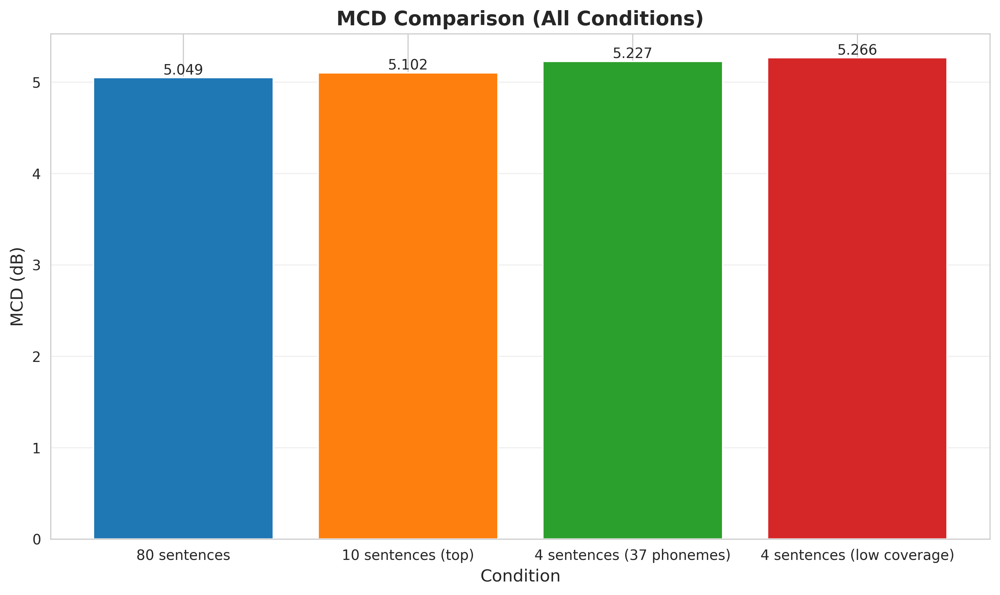 MCD Comparison (All Conditions)
5.049
5.102
5.227
5.266
5
4
3
2
1
0
MCD (dB)
80 sentences
10 sentences (top)
4 sentences (37 phonemes)
4 sentences (low coverage)
Condition